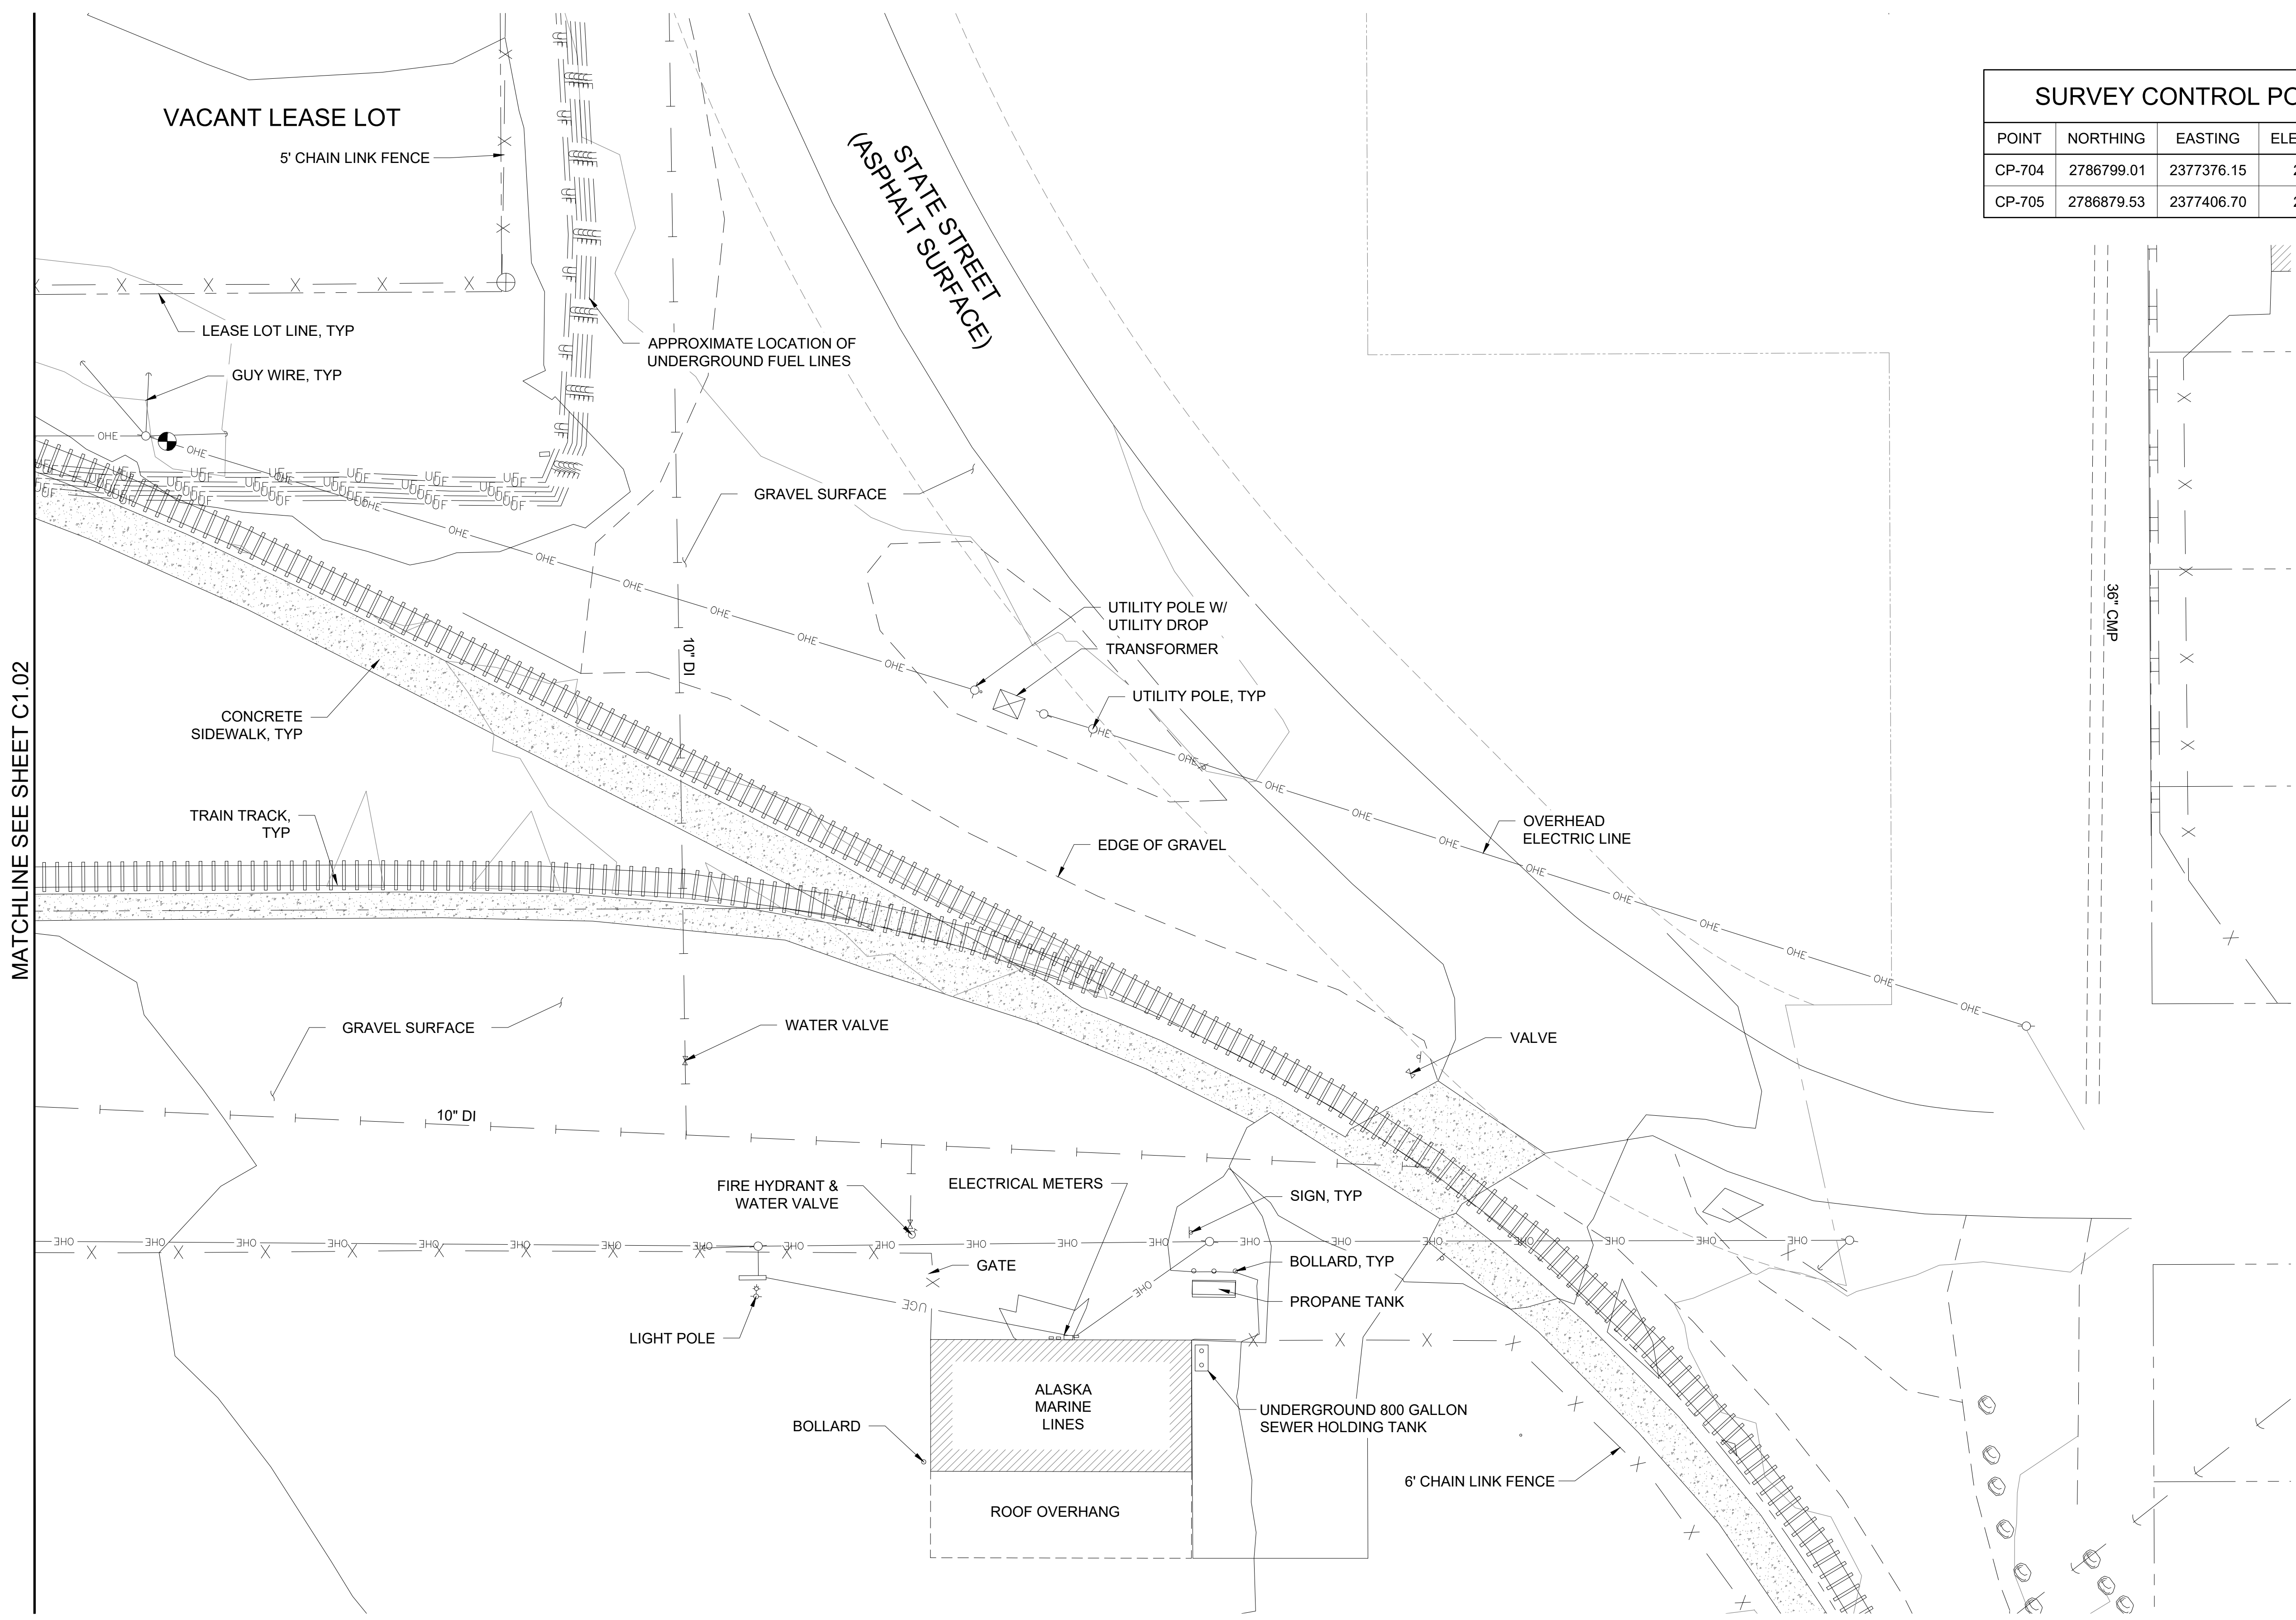 MATCHLINE SEE SHEET C1.02
VACANT LEASE LOT
5' CHAIN LINK FENCE
LEASE LOT LINE, TYP
GUY WIRE, TYP
APPROXIMATE LOCATION OF
UNDERGROUND FUEL LINES
STATE STREET
(ASPHALT SURFACE)
SURVEY CONTROL PO
POINT NORTHING EASTING ELE
CP-704 2786799.01 2377376.15 2
CP-705 2786879.53 2377406.70 2
36" CMP
GRAVEL SURFACE
10" DI
UTILITY POLE W/
UTILITY DROP
TRANSFORMER
UTILITY POLE, TYP
CONCRETE
SIDEWALK, TYP
TRAIN TRACK,
TYP
OVERHEAD
ELECTRIC LINE
EDGE OF GRAVEL
GRAVEL SURFACE
WATER VALVE
VALVE
10" DI
FIRE HYDRANT &
WATER VALVE
ELECTRICAL METERS
SIGN, TYP
GATE
BOLLARD, TYP
PROPANE TANK
LIGHT POLE
UGE
OHE
UF
ALASKA
MARINE
LINES
BOLLARD
UNDERGROUND 800 GALLON
SEWER HOLDING TANK
6' CHAIN LINK FENCE
ROOF OVERHANG